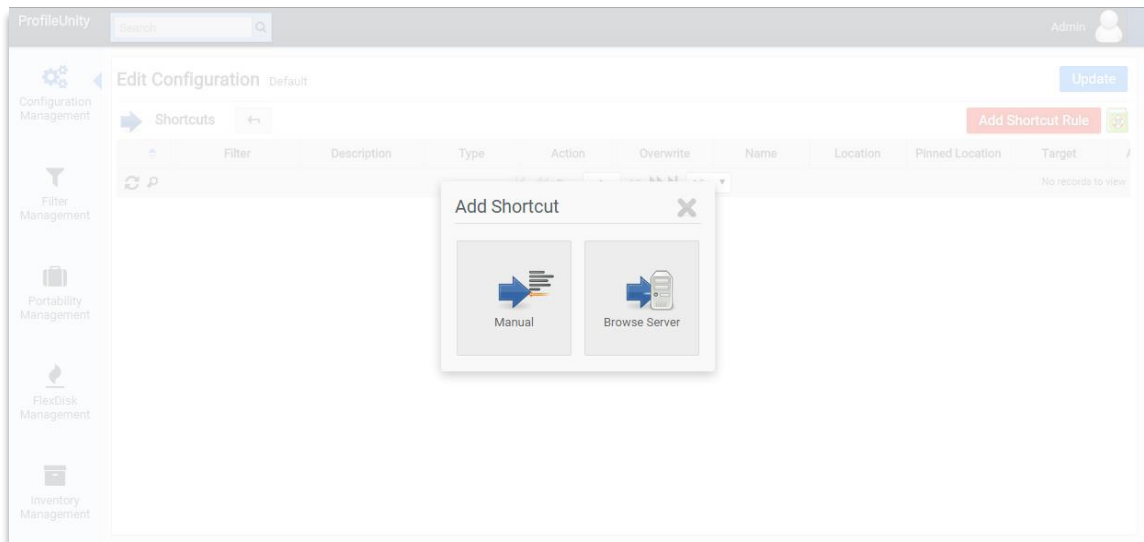 ProfileUnity
Search
Admin
Configuration Management
Edit Configuration Default
Update
Shortcuts
Add Shortcut Rule
Filter
Description
Type
Action
Overwrite
Name
Location
Pinned Location
Target
No records to view
Filter Management
Add Shortcut
Manual
Browse Server
Portability Management
FlexDisk Management
Inventory Management